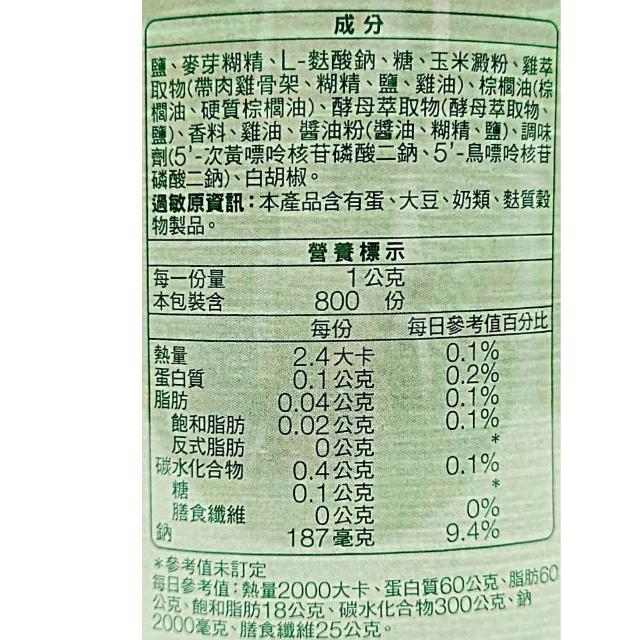 成分
鹽、麥芽糊精、L-麩酸鈉、糖、玉米澱粉、雞萃
取物(帶肉雞骨架、糊精、鹽、雞油)、棕櫚油(棕
櫚油、硬質棕櫚油)、酵母萃取物(酵母萃取物、
鹽)、香料、雞油、醬油粉(醬油、糊精、鹽)、調味
劑(5'-次黃嘌呤核苷磷酸二鈉、5'-鳥嘌呤核苷
磷酸二鈉)、白胡椒。
過敏原資訊：本產品含有蛋、大豆、奶類、麩質穀
物製品。
營養標示
每一份量 1公克
本包裝含 800 份
每份 每日參考值百分比
熱量 2.4大卡 0.1%
蛋白質 0.1公克 0.2%
脂肪 0.04公克 0.1%
飽和脂肪 0.02公克 0.1%
反式脂肪 0公克 *
碳水化合物 0.4公克 0.1%
糖 0.1公克 *
膳食纖維 0公克 0%
鈉 187毫克 9.4%
*參考值未訂定
每日參考值：熱量2000大卡、蛋白質60公克、脂肪60
公克、飽和脂肪18公克、碳水化合物300公克、鈉
2000毫克、膳食纖維25公克。